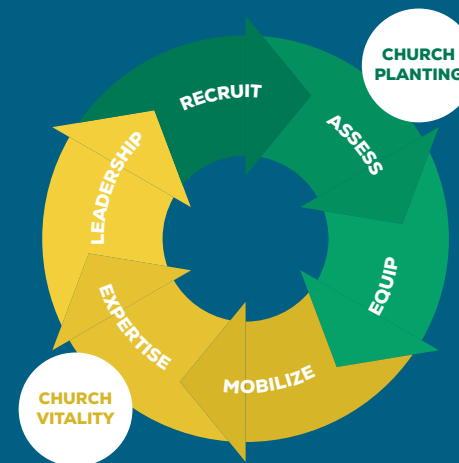 CHURCH
PLANTING
RECRUIT
ASSESS
EQUIP
MOBILIZE
EXPERTISE
LEADERSHIP
CHURCH
VITALITY